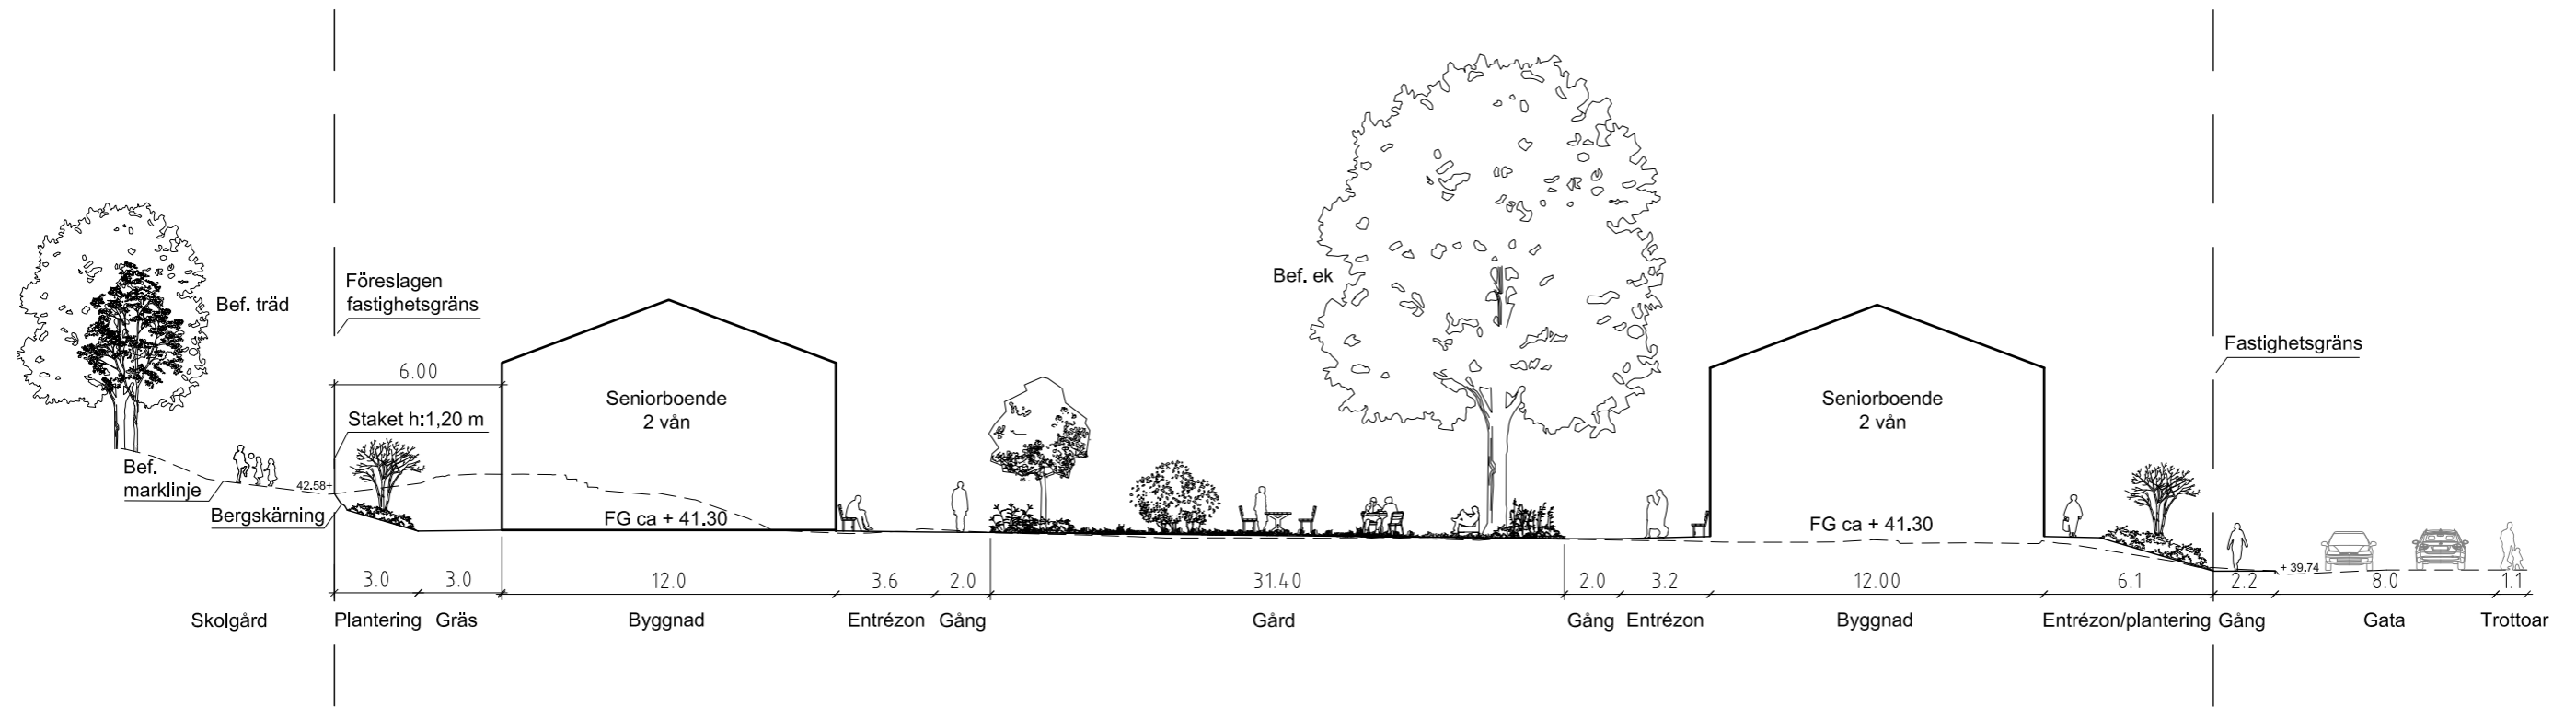 Bef. träd
Föreslagen
fastighetsgräns
6.00
Staket h:1,20 m
Bef.
marklinje
42.58+
Bergskärning
Seniorboende
2 vån
FG ca + 41.30
Bef. ek
Seniorboende
2 vån
FG ca + 41.30
Fastighetsgräns
+ 39.74
3.0 3.0 12.0 3.6 2.0 31.40 2.0 3.2 12.00 6.1 2.2 8.0 1.1
Skolgård Plantering Gräs Byggnad Entrézon Gång Gård Gång Entrézon Byggnad Entrézon/plantering Gång Gata Trottoar